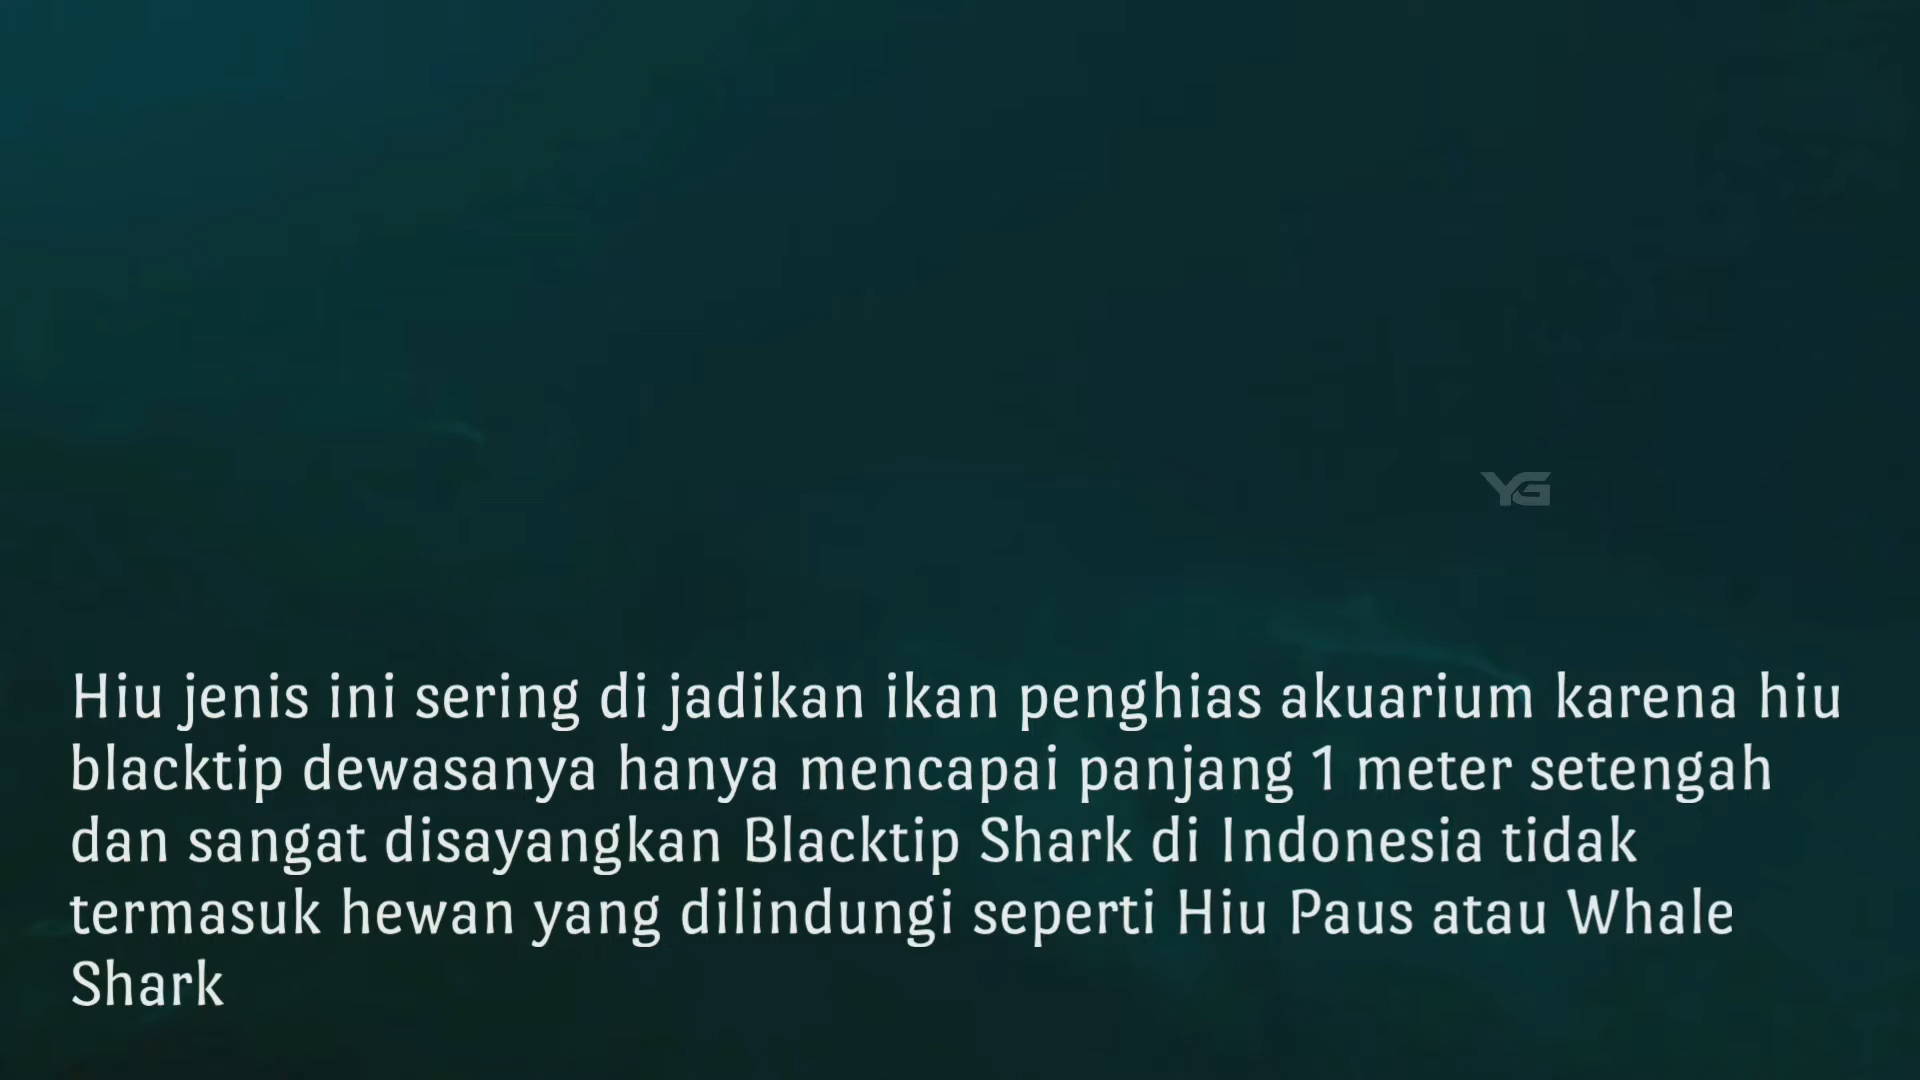 YG
Hiu jenis ini sering di jadikan ikan penghias akuarium karena hiu
blacktip dewasanya hanya mencapai panjang 1 meter setengah
dan sangat disayangkan Blacktip Shark di Indonesia tidak
termasuk hewan yang dilindungi seperti Hiu Paus atau Whale
Shark